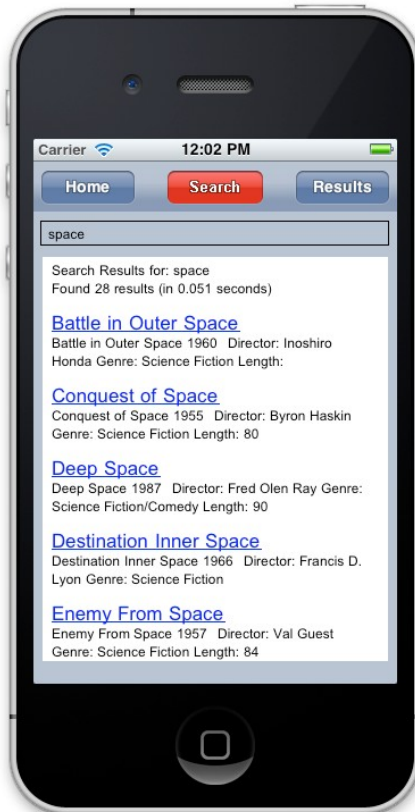 Carrier 12:02 PM
Home Search Results
space
Search Results for: space
Found 28 results (in 0.051 seconds)
Battle in Outer Space
Battle in Outer Space 1960 Director: Inoshiro
Honda Genre: Science Fiction Length:
Conquest of Space
Conquest of Space 1955 Director: Byron Haskin
Genre: Science Fiction Length: 80
Deep Space
Deep Space 1987 Director: Fred Olen Ray Genre:
Science Fiction/Comedy Length: 90
Destination Inner Space
Destination Inner Space 1966 Director: Francis D.
Lyon Genre: Science Fiction
Enemy From Space
Enemy From Space 1957 Director: Val Guest
Genre: Science Fiction Length: 84